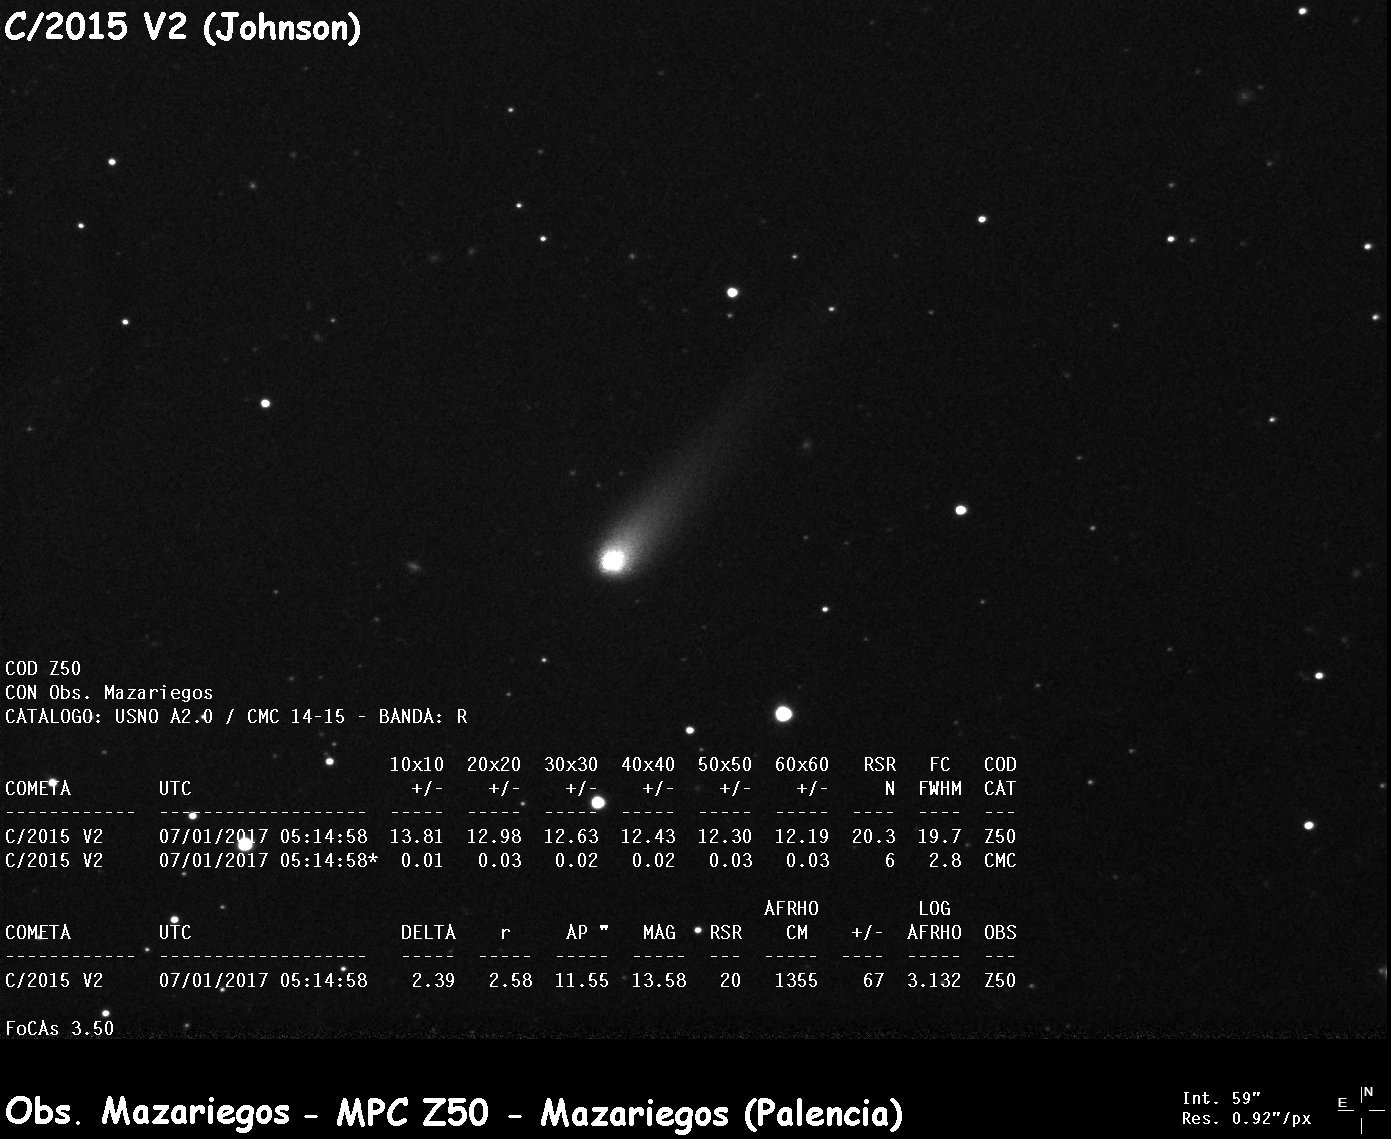 C/2015 V2 (Johnson)
COD Z50
CON Obs. Mazariegos
CATALOGO: USNO A2.0 / CMC 14-15 - BANDA: R
10x10 20x20 30x30 40x40 50x50 60x60 RSR FC COD
COMETA UTC +/- +/- +/- +/- +/- +/- N FWHM CAT
------------ ------------------- ----- ----- ----- ----- ----- ----- ---- ---- ---
C/2015 V2 07/01/2017 05:14:58 13.81 12.98 12.63 12.43 12.30 12.19 20.3 19.7 Z50
C/2015 V2 07/01/2017 05:14:58* 0.01 0.03 0.02 0.02 0.03 0.03 6 2.8 CMC
AFRHO LOG
COMETA UTC DELTA r AP " MAG RSR CM +/- AFRHO OBS
------------ ------------------- ----- ----- ----- ----- --- ----- ---- ----- ---
C/2015 V2 07/01/2017 05:14:58 2.39 2.58 11.55 13.58 20 1355 67 3.132 Z50
FoCAs 3.50
Obs. Mazariegos - MPC Z50 - Mazariegos (Palencia)
Int. 59"
Res. 0.92"/px
N
E